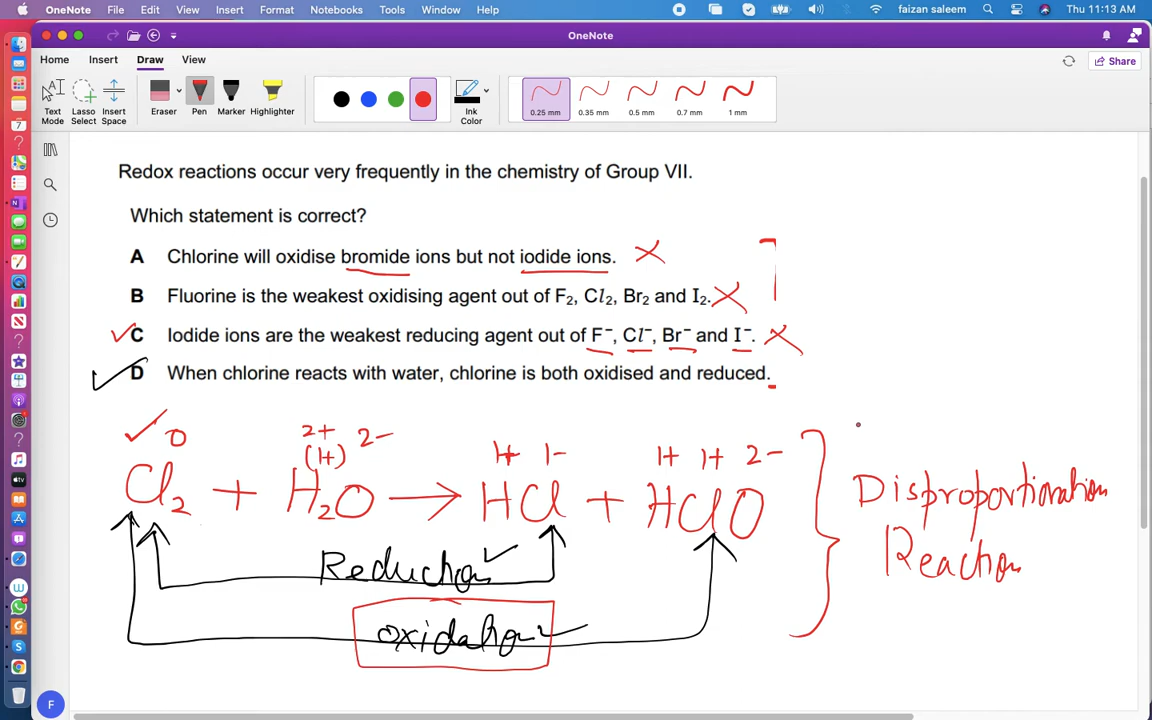 OneNote File Edit View Insert Format Notebooks Tools Window Help faizan saleem Thu 11:13 AM
OneNote
Home Insert Draw View Share
Text Mode Lasso Select Insert Space Eraser Pen Marker Highlighter Ink Color 0.25 mm 0.35 mm 0.5 mm 0.7 mm 1 mm
Redox reactions occur very frequently in the chemistry of Group VII.
Which statement is correct?
A Chlorine will oxidise bromide ions but not iodide ions.
B Fluorine is the weakest oxidising agent out of F₂, Cl₂, Br₂ and I₂.
C Iodide ions are the weakest reducing agent out of F⁻, Cl⁻, Br⁻ and I⁻.
D When chlorine reacts with water, chlorine is both oxidised and reduced.
0 2+ (1+) 2- 1+ 1- 1+ 1+ 2-
Cl₂ + H₂O → HCl + HClO
Disproportionation
Reaction
Reduction
oxidation
F